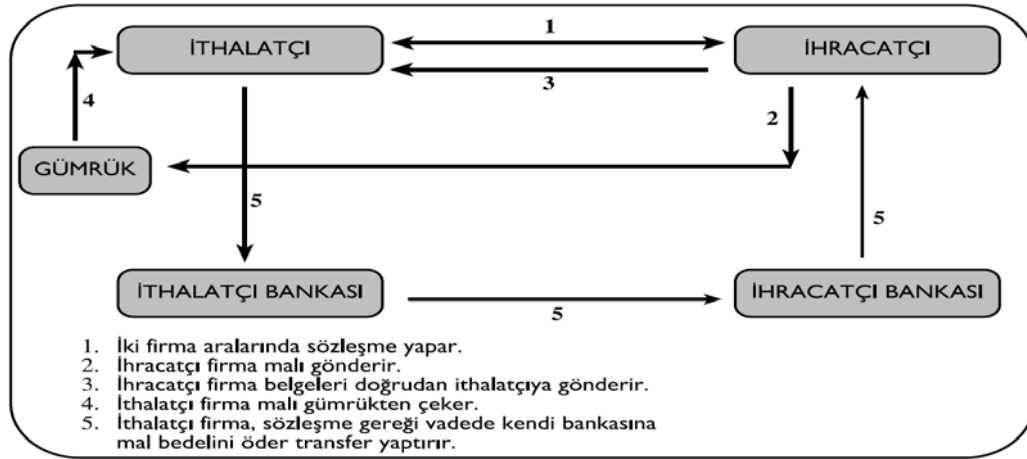 1
İTHALATÇI
İHRACATÇI
3
4
2
GÜMRÜK
5
5
İTHALATÇI BANKASI
İHRACATÇI BANKASI
5
1. İki firma aralarında sözleşme yapar.
2. İhracatçı firma malı gönderir.
3. İhracatçı firma belgeleri doğrudan ithalatçıya gönderir.
4. İthalatçı firma malı gümrükten çeker.
5. İthalatçı firma, sözleşme gereği vadede kendi bankasına
mal bedelini öder transfer yaptırır.